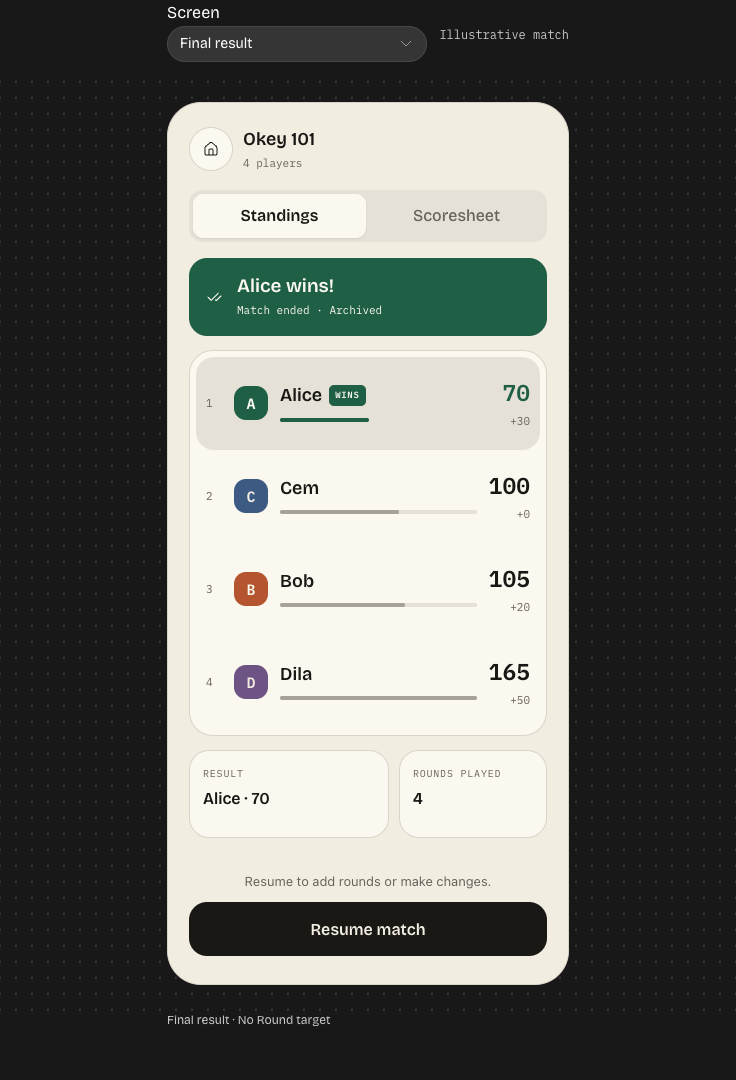 Screen
Final result
Illustrative match
Okey 101
4 players
Standings
Scoresheet
Alice wins!
Match ended · Archived
1
A
Alice
WINS
70
+30
2
C
Cem
100
+0
3
B
Bob
105
+20
4
D
Dila
165
+50
RESULT
Alice · 70
ROUNDS PLAYED
4
Resume to add rounds or make changes.
Resume match
Final result · No Round target